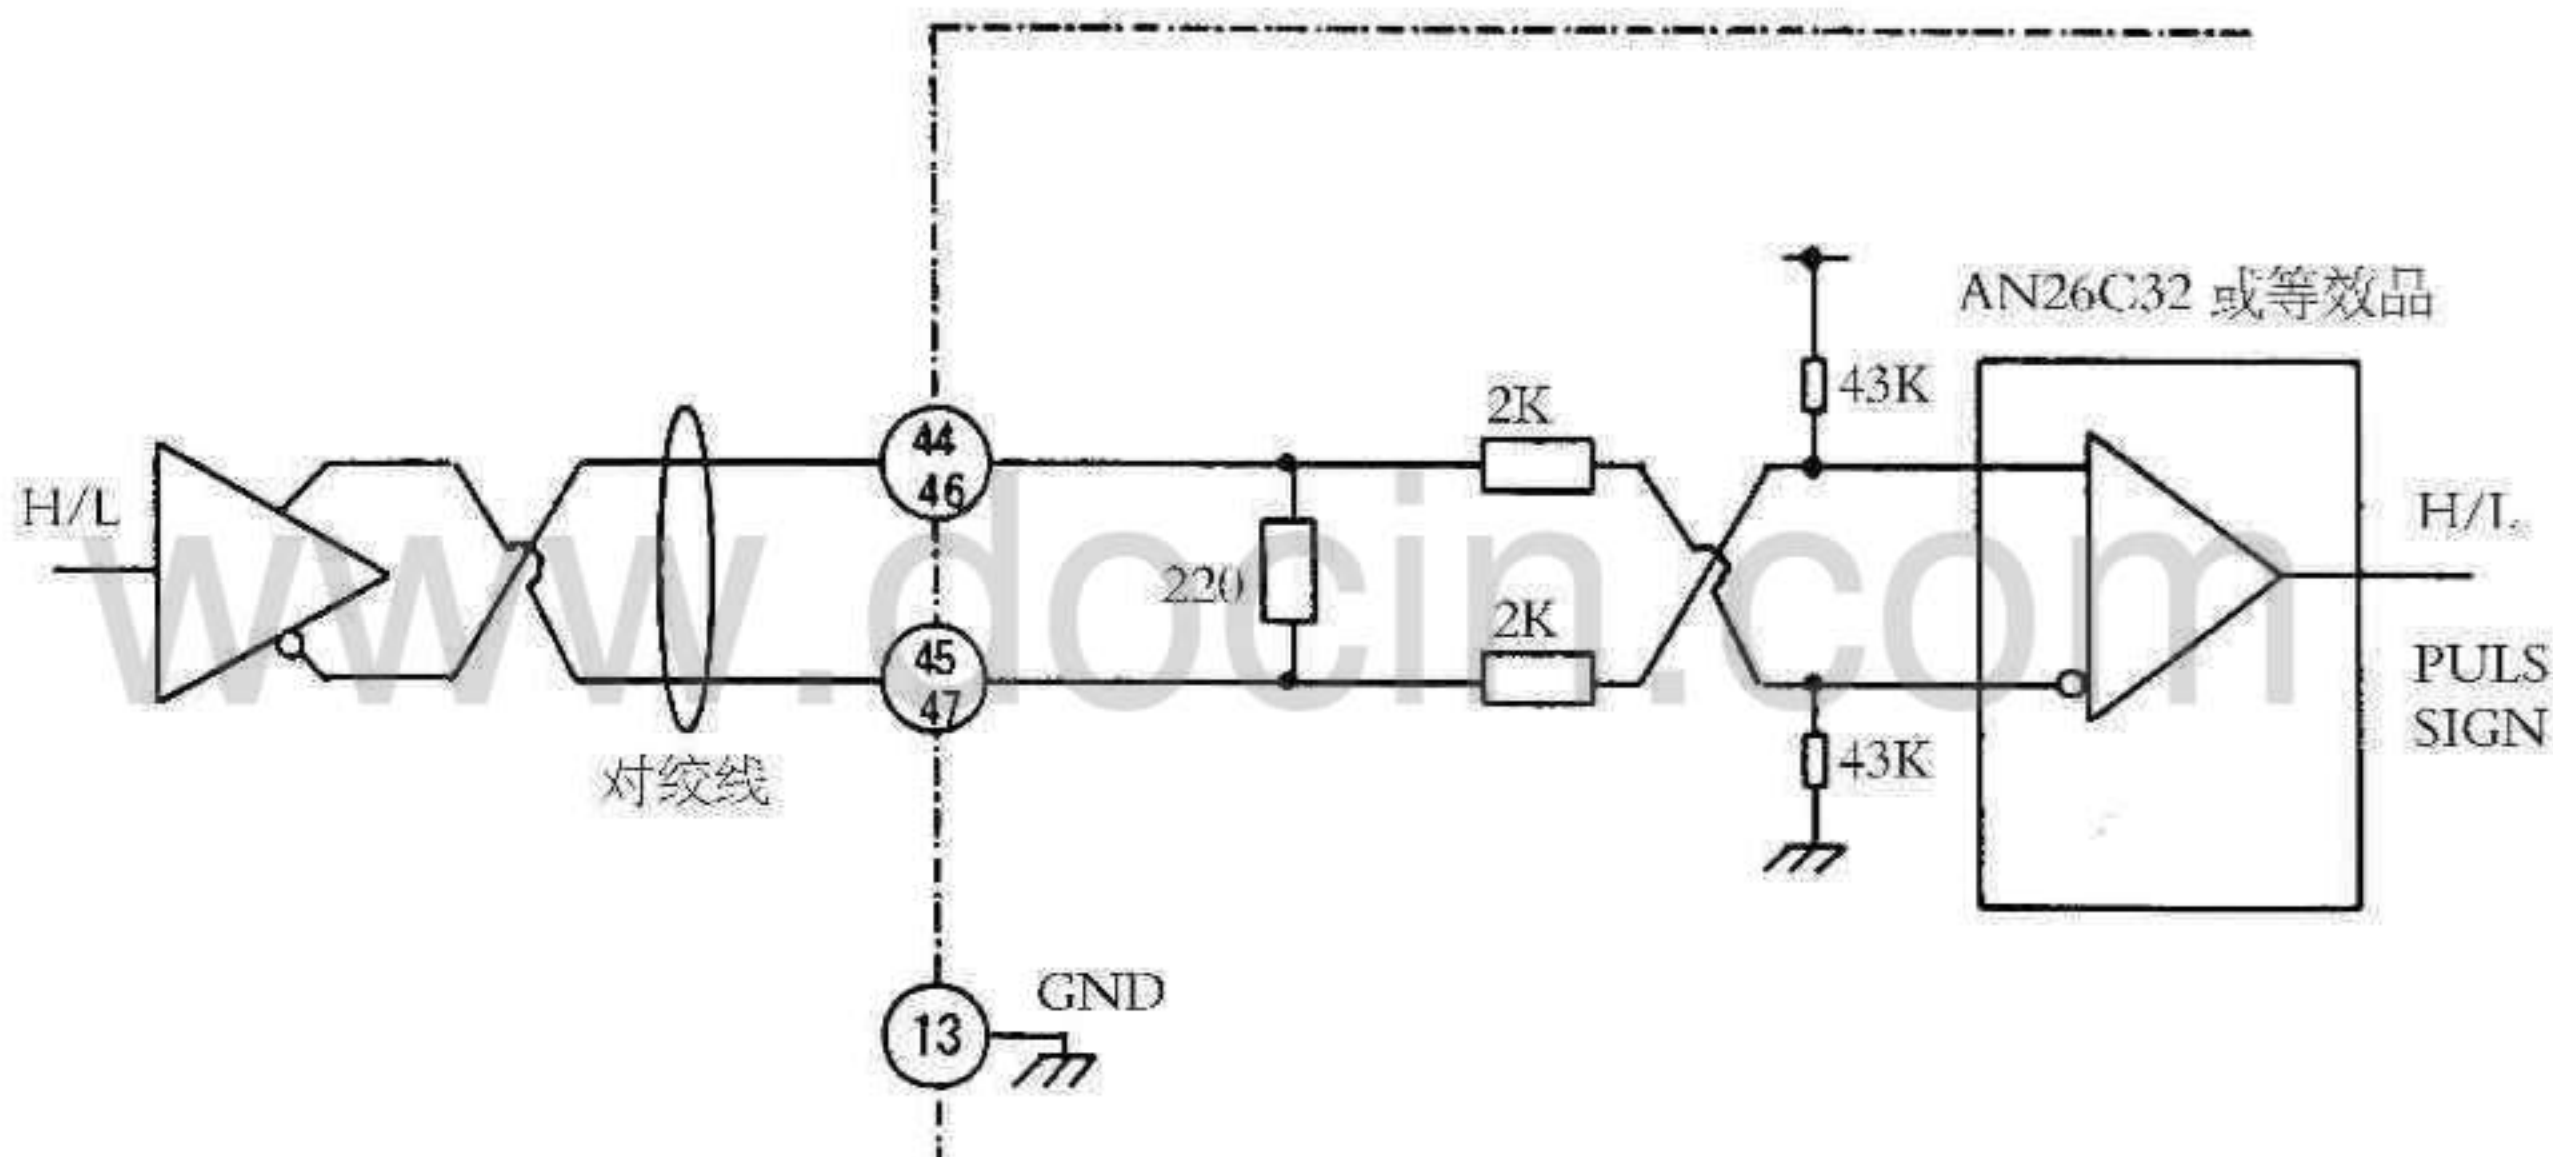 AN26C32 或等效品
43K
2K
44
46
H/L
H/L
www.docin.com
220
2K
45
47
PULS
SIGN
对绞线
43K
GND
13